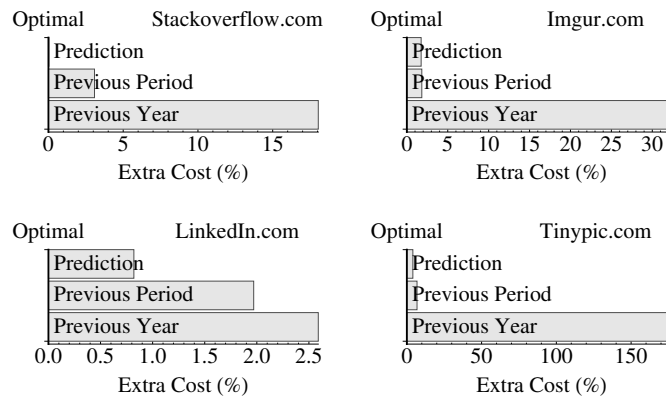 Optimal Stackoverflow.com
Prediction
Previous Period
Previous Year
0 5 10 15
Extra Cost (%)
Optimal Imgur.com
Prediction
Previous Period
Previous Year
0 5 10 15 20 25 30
Extra Cost (%)
Optimal LinkedIn.com
Prediction
Previous Period
Previous Year
0.0 0.5 1.0 1.5 2.0 2.5
Extra Cost (%)
Optimal Tinypic.com
Prediction
Previous Period
Previous Year
0 50 100 150
Extra Cost (%)